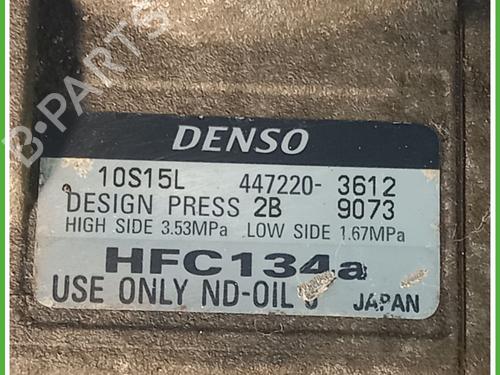 B-PARTS
DENSO
10S15L 447220- 3612
DESIGN PRESS 2B 9073
HIGH SIDE 3.53MPa LOW SIDE 1.67MPa
HFC134a
USE ONLY ND-OIL JAPAN